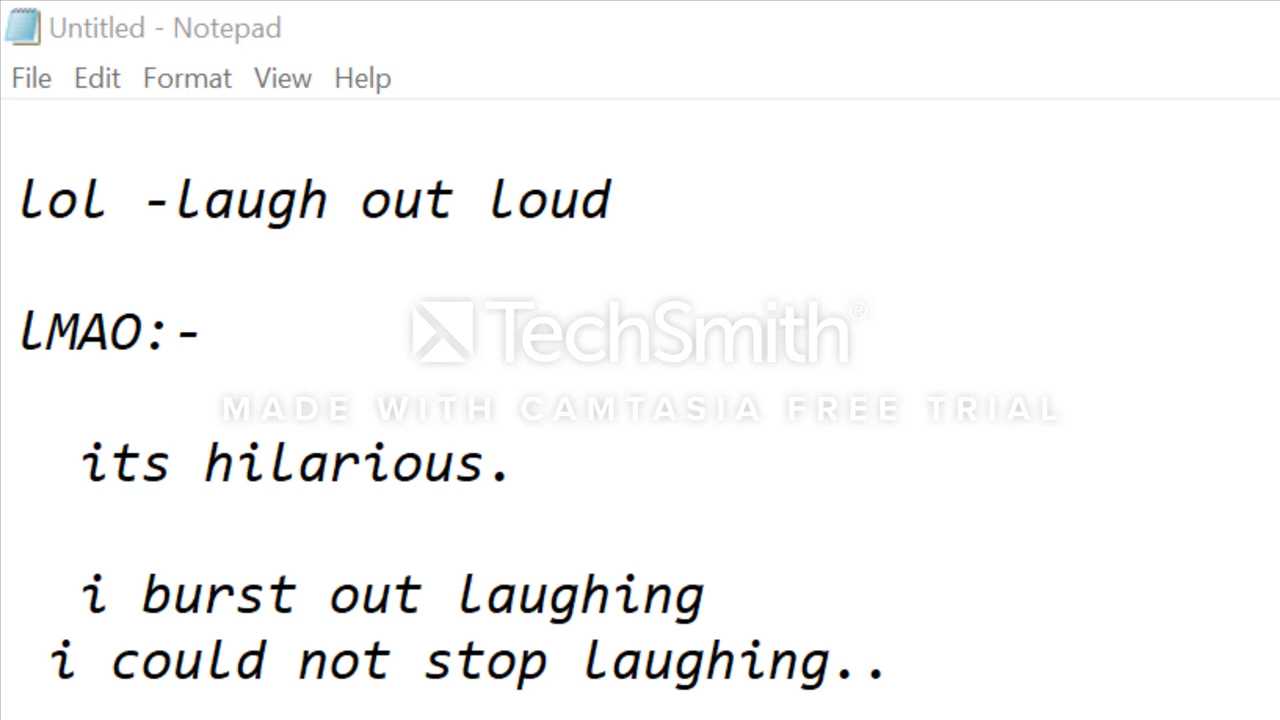 Untitled - Notepad
File Edit Format View Help
lol -laugh out loud
lMAO:-
TechSmith®
MADE WITH CAMTASIA FREE TRIAL
its hilarious.
i burst out laughing
i could not stop laughing..